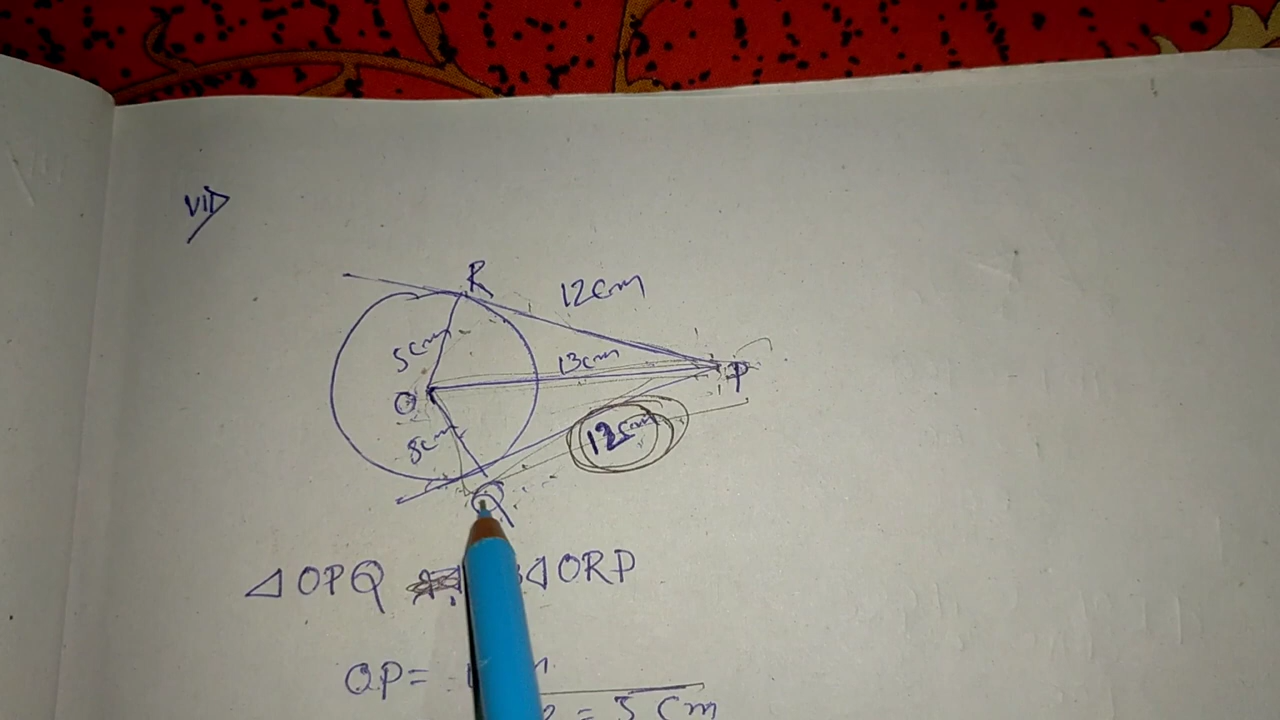 VII)
R
12cm
5cm
13cm
P
O
12cm
5cm
Q
△OPQ △ORP
QP=
= 5 cm